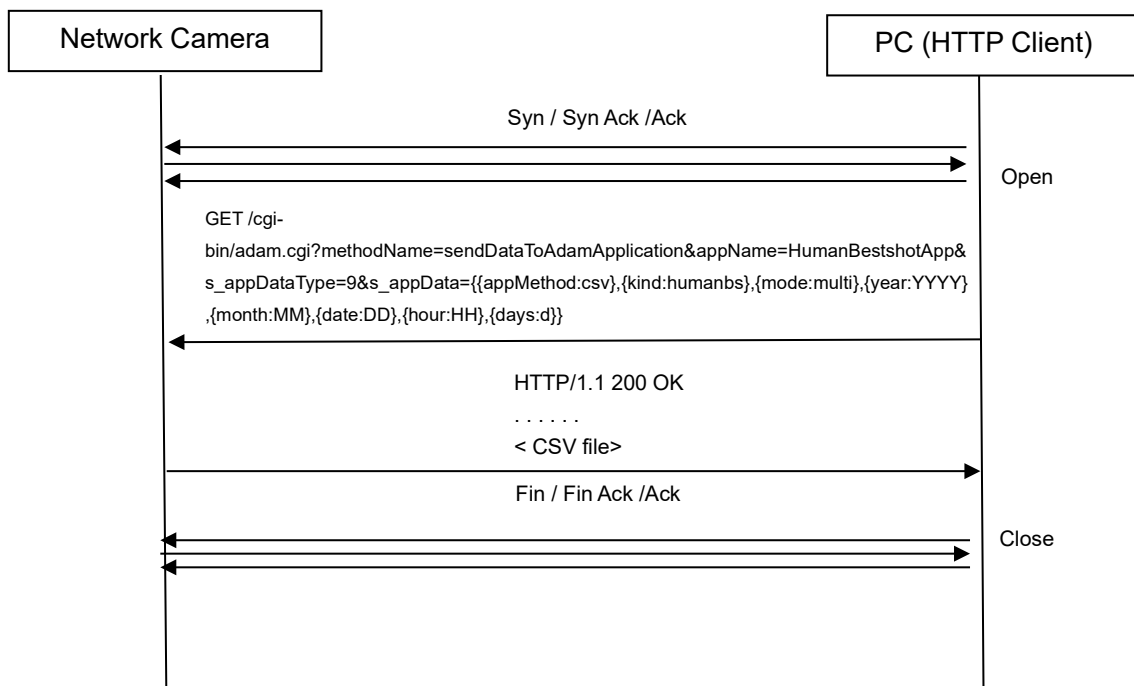 Network Camera
PC (HTTP Client)
Syn / Syn Ack /Ack
Open
GET /cgi-
bin/adam.cgi?methodName=sendDataToAdamApplication&appName=HumanBestshotApp&
s_appDataType=9&s_appData={{appMethod:csv},{kind:humanbs},{mode:multi},{year:YYYY}
,{month:MM},{date:DD},{hour:HH},{days:d}}
HTTP/1.1 200 OK
. . . . . .
< CSV file>
Fin / Fin Ack /Ack
Close